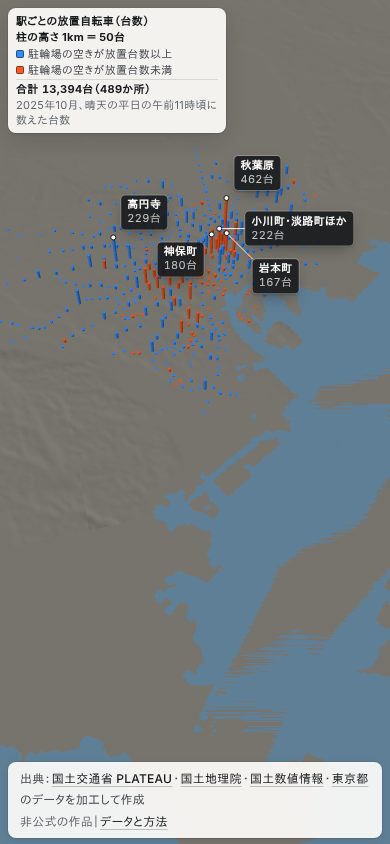 駅ごとの放置自転車（台数）
柱の高さ 1km ＝ 50台
駐輪場の空きが放置台数以上
駐輪場の空きが放置台数未満
合計 13,394台（489か所）
2025年10月、晴天の平日の午前11時頃に
数えた台数
秋葉原
462台
高円寺
229台
小川町・淡路町ほか
222台
神保町
180台
岩本町
167台
出典：国土交通省 PLATEAU・国土地理院・国土数値情報・東京都
のデータを加工して作成
非公式の作品｜データと方法